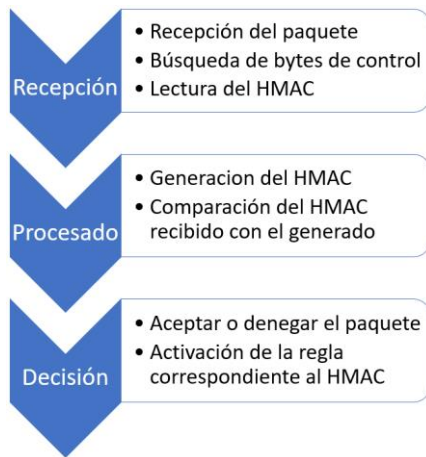 Recepción
• Recepción del paquete
• Búsqueda de bytes de control
• Lectura del HMAC
Procesado
• Generacion del HMAC
• Comparación del HMAC
recibido con el generado
Decisión
• Aceptar o denegar el paquete
• Activación de la regla
correspondiente al HMAC